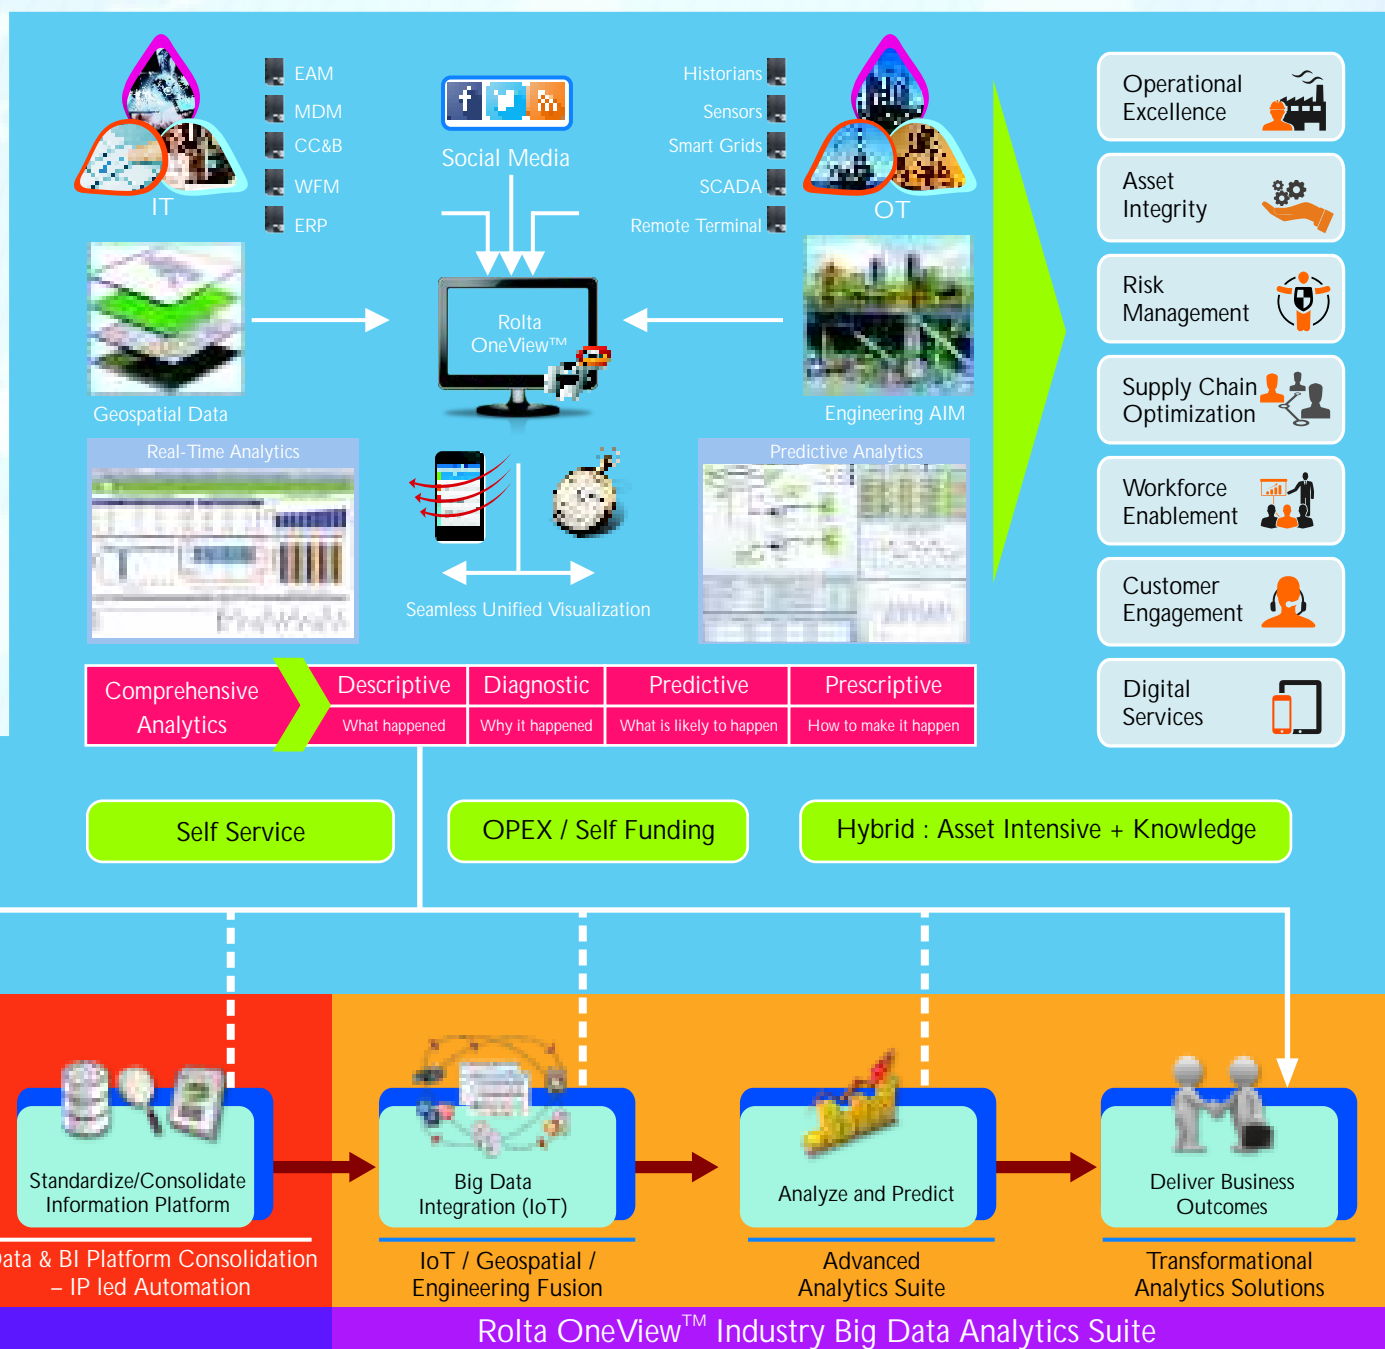 EAM
MDM
CC&B
WFM
ERP
IT
Social Media
Historians
Sensors
Smart Grids
SCADA
Remote Terminal
OT
Rolta
OneView™
Geospatial Data
Engineering AIM
Real-Time Analytics
Predictive Analytics
Seamless Unified Visualization
Operational
Excellence
Asset
Integrity
Risk
Management
Supply Chain
Optimization
Workforce
Enablement
Customer
Engagement
Digital
Services
Comprehensive
Analytics
Descriptive
What happened
Diagnostic
Why it happened
Predictive
What is likely to happen
Prescriptive
How to make it happen
Self Service
OPEX / Self Funding
Hybrid : Asset Intensive + Knowledge
Standardize/Consolidate
Information Platform
Big Data
Integration (IoT)
Analyze and Predict
Deliver Business
Outcomes
ata & BI Platform Consolidation
– IP led Automation
IoT / Geospatial /
Engineering Fusion
Advanced
Analytics Suite
Transformational
Analytics Solutions
Rolta OneView™ Industry Big Data Analytics Suite